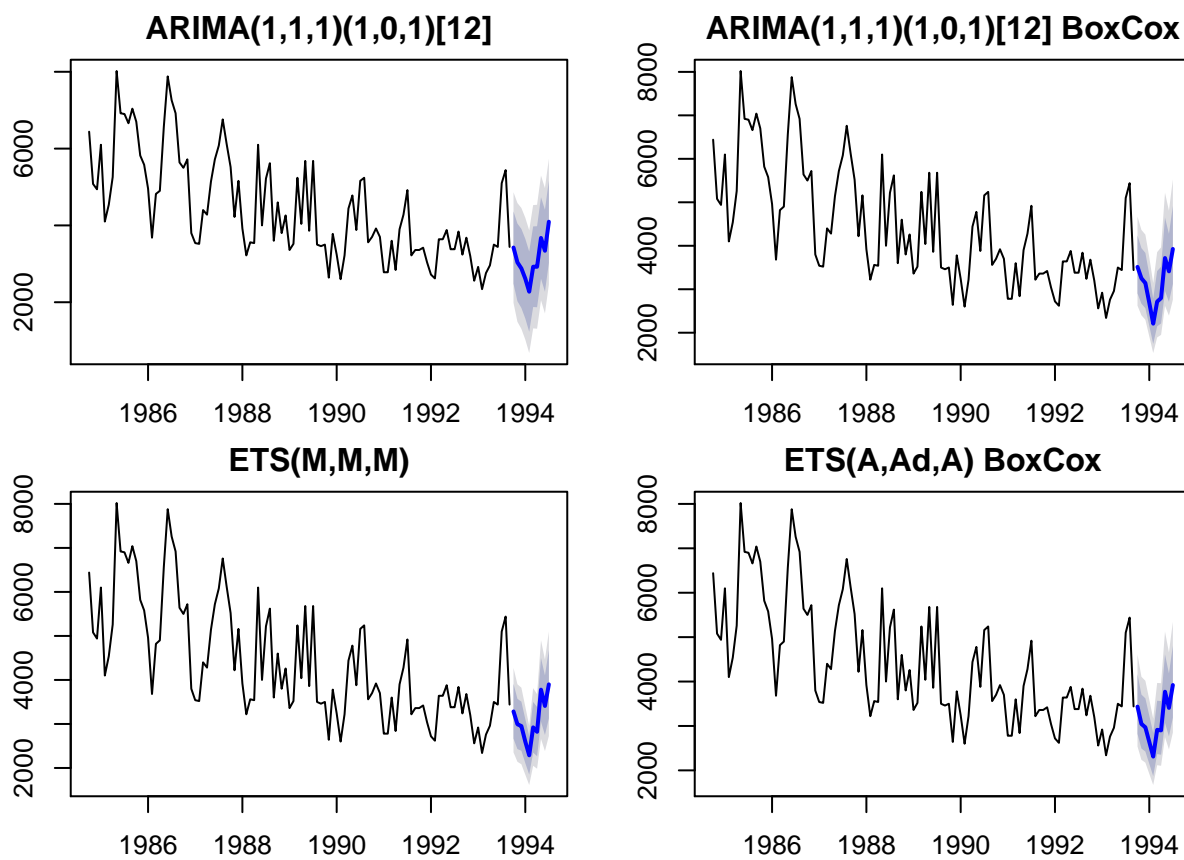 ARIMA(1,1,1)(1,0,1)[12]
2000 6000
1986 1988 1990 1992 1994
ARIMA(1,1,1)(1,0,1)[12] BoxCox
2000 4000 6000 8000
1986 1988 1990 1992 1994
ETS(M,M,M)
2000 4000 6000 8000
1986 1988 1990 1992 1994
ETS(A,Ad,A) BoxCox
2000 4000 6000 8000
1986 1988 1990 1992 1994